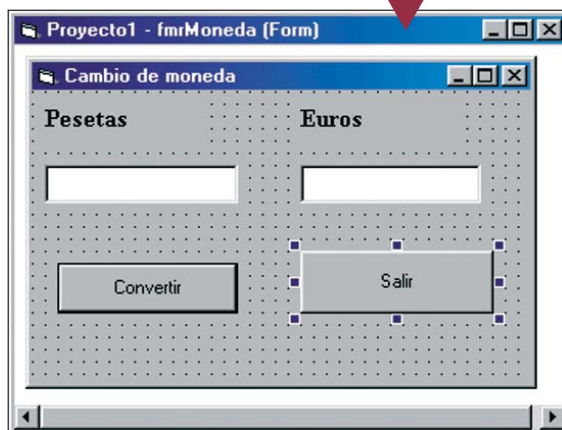 Proyecto1 - fmrMoneda (Form)
Cambio de moneda
Pesetas Euros
Convertir Salir